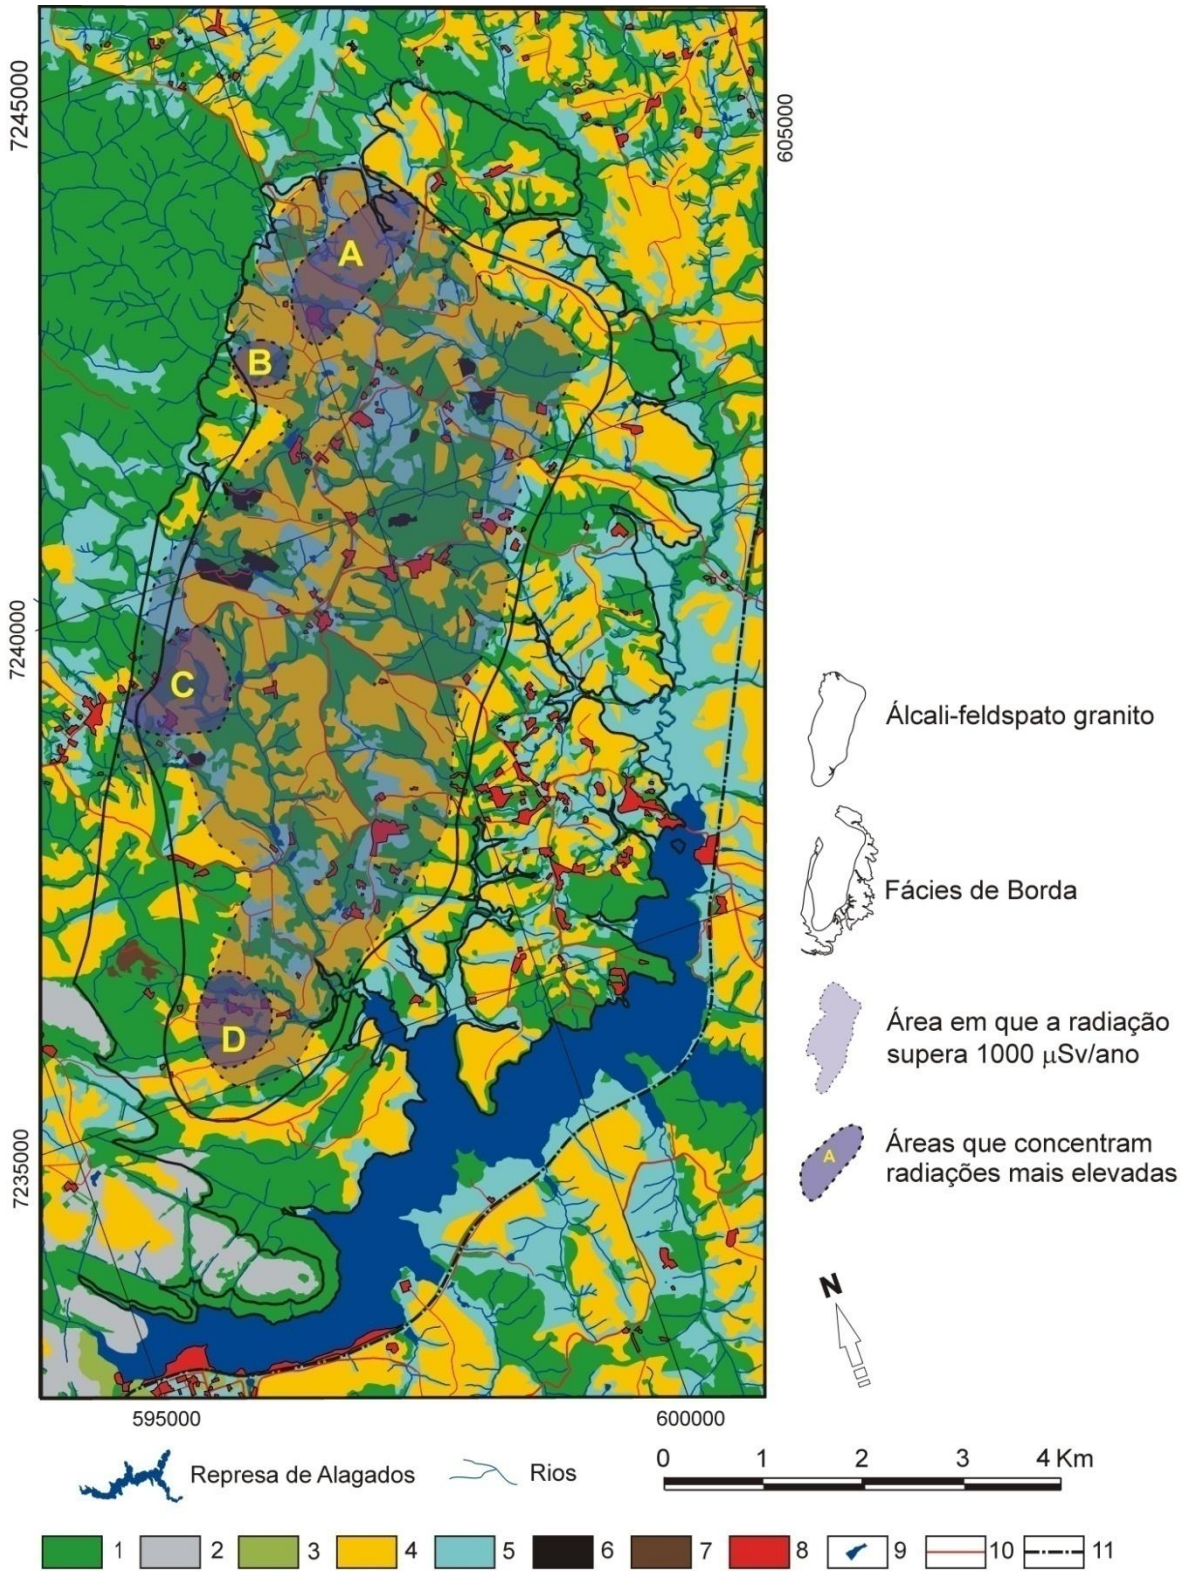 7245000
605000
A
B
7240000
C
Álcali-feldspato granito
Fácies de Borda
D
Área em que a radiação
supera 1000 μSv/ano
Áreas que concentram
radiações mais elevadas
A
7235000
N
595000
600000
Represa de Alagados
Rios
0 1 2 3 4 Km
1 2 3 4 5 6 7 8 9 10 11